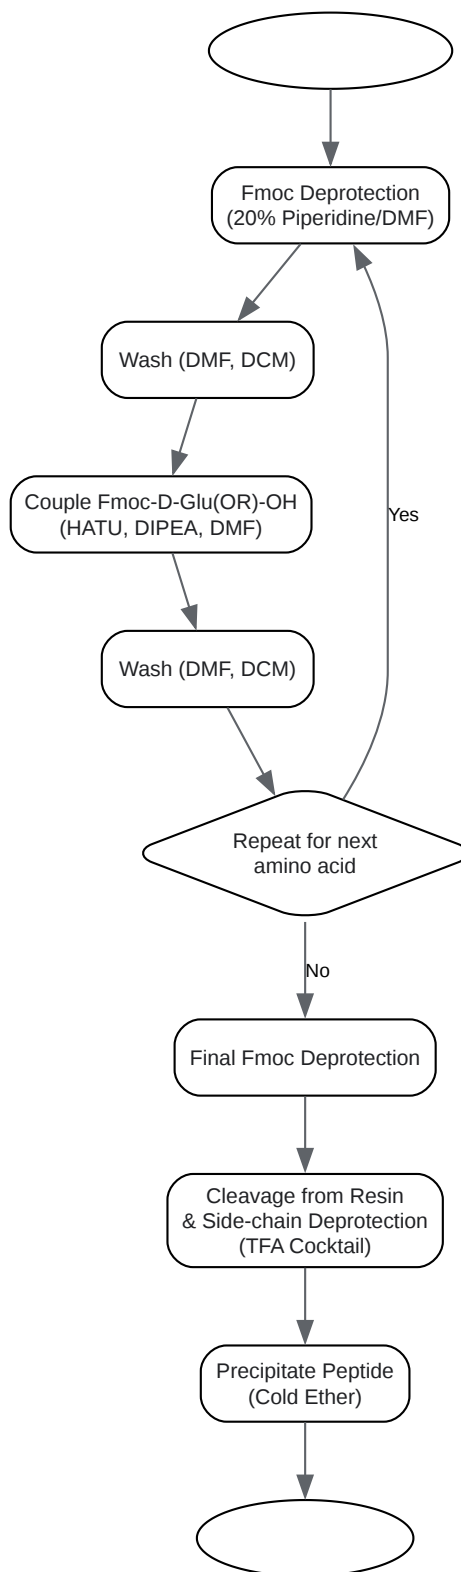 Fmoc Deprotection
(20% Piperidine/DMF)
Wash (DMF, DCM)
Couple Fmoc-D-Glu(OR)-OH
(HATU, DIPEA, DMF)
Yes
Wash (DMF, DCM)
Repeat for next
amino acid
No
Final Fmoc Deprotection
Cleavage from Resin
& Side-chain Deprotection
(TFA Cocktail)
Precipitate Peptide
(Cold Ether)